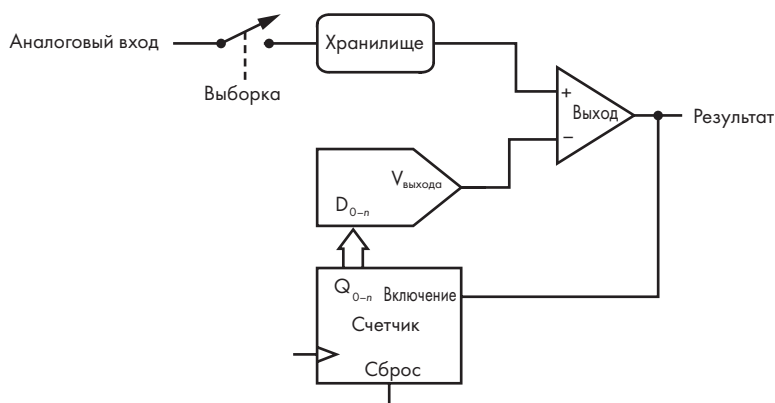 Аналоговый вход
Выборка
Хранилище
+
Выход
−
Результат
Vвыхода
D0–n
Q0–n Включение
Счетчик
Сброс